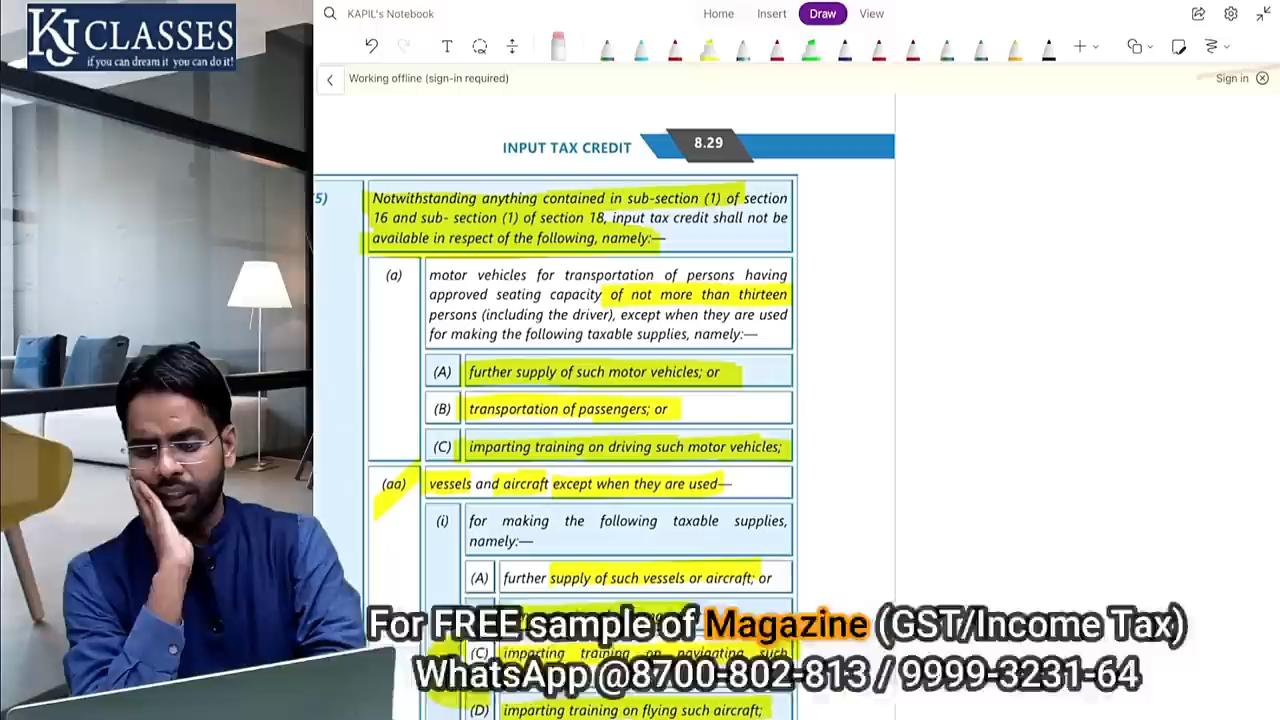 KJ CLASSES
if you can dream it you can do it!
KAPIL's Notebook
Home
Insert
Draw
View
Working offline (sign-in required)
Sign in
INPUT TAX CREDIT
8.29
5)
Notwithstanding anything contained in sub-section (1) of section
16 and sub- section (1) of section 18, input tax credit shall not be
available in respect of the following, namely:—
(a)
motor vehicles for transportation of persons having
approved seating capacity of not more than thirteen
persons (including the driver), except when they are used
for making the following taxable supplies, namely:—
(A) further supply of such motor vehicles; or
(B) transportation of passengers; or
(C) imparting training on driving such motor vehicles;
(aa) vessels and aircraft except when they are used—
(i) for making the following taxable supplies,
namely:—
(A) further supply of such vessels or aircraft; or
For FREE sample of Magazine (GST/Income Tax)
(C) imparting training on navigating such
WhatsApp @8700-802-813 / 9999-3231-64
(D) imparting training on flying such aircraft;